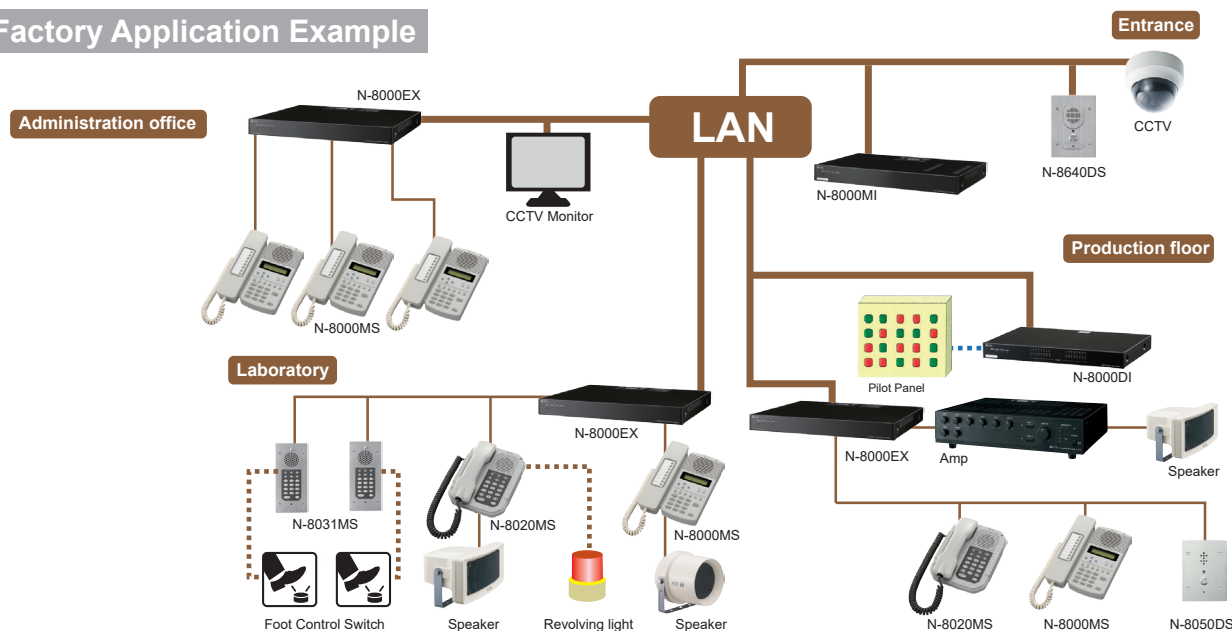 Factory Application Example
Entrance
N-8000EX
Administration office
LAN
CCTV
N-8640DS
N-8000MI
CCTV Monitor
Production floor
N-8000MS
Laboratory
Pilot Panel
N-8000DI
N-8000EX
N-8000EX
Amp
Speaker
N-8031MS
N-8020MS
N-8000MS
Foot Control Switch
Speaker
Revolving light
Speaker
N-8020MS
N-8000MS
N-8050DS